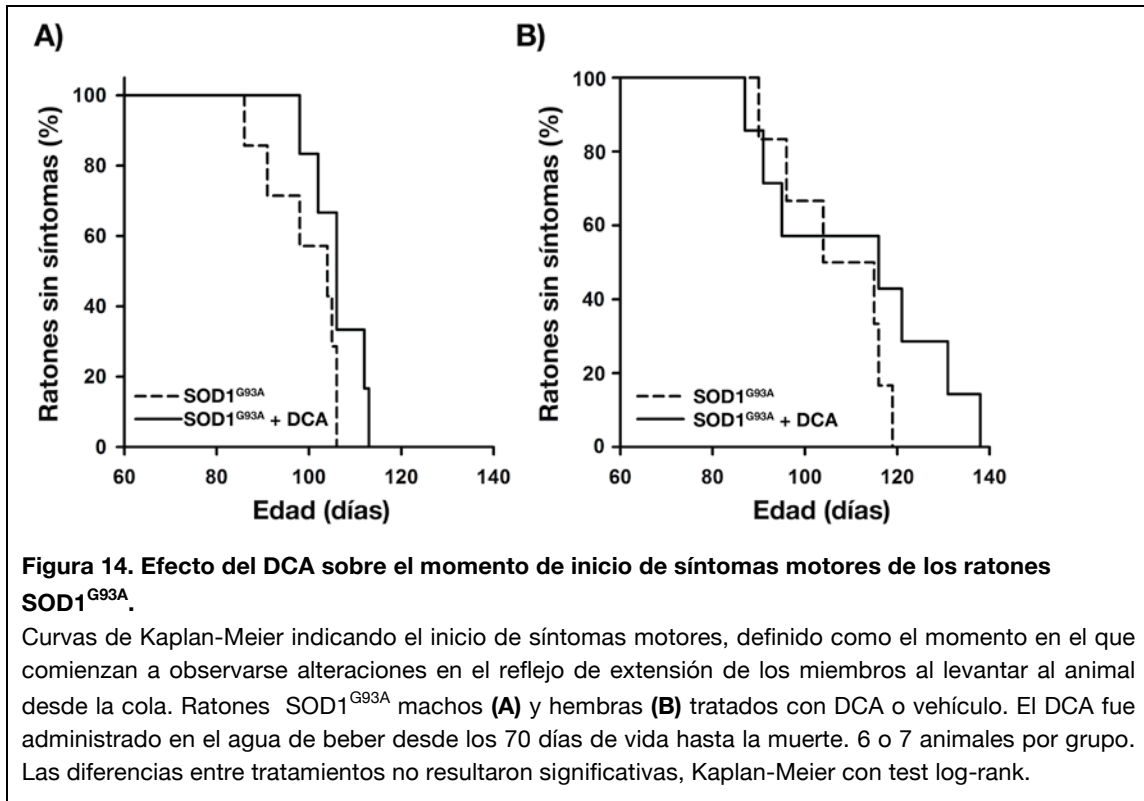 A)
B)
Ratones sin síntomas (%)
100
80
60
40
20
0
SOD1G93A
SOD1G93A + DCA
60
80
100
120
140
Edad (días)
Ratones sin síntomas (%)
100
80
60
40
20
0
SOD1G93A
SOD1G93A + DCA
60
80
100
120
140
Edad (días)
Figura 14. Efecto del DCA sobre el momento de inicio de síntomas motores de los ratones
SOD1G93A.
Curvas de Kaplan-Meier indicando el inicio de síntomas motores, definido como el momento en el que
comienzan a observarse alteraciones en el reflejo de extensión de los miembros al levantar al animal
desde la cola. Ratones SOD1G93A machos (A) y hembras (B) tratados con DCA o vehículo. El DCA fue
administrado en el agua de beber desde los 70 días de vida hasta la muerte. 6 o 7 animales por grupo.
Las diferencias entre tratamientos no resultaron significativas, Kaplan-Meier con test log-rank.